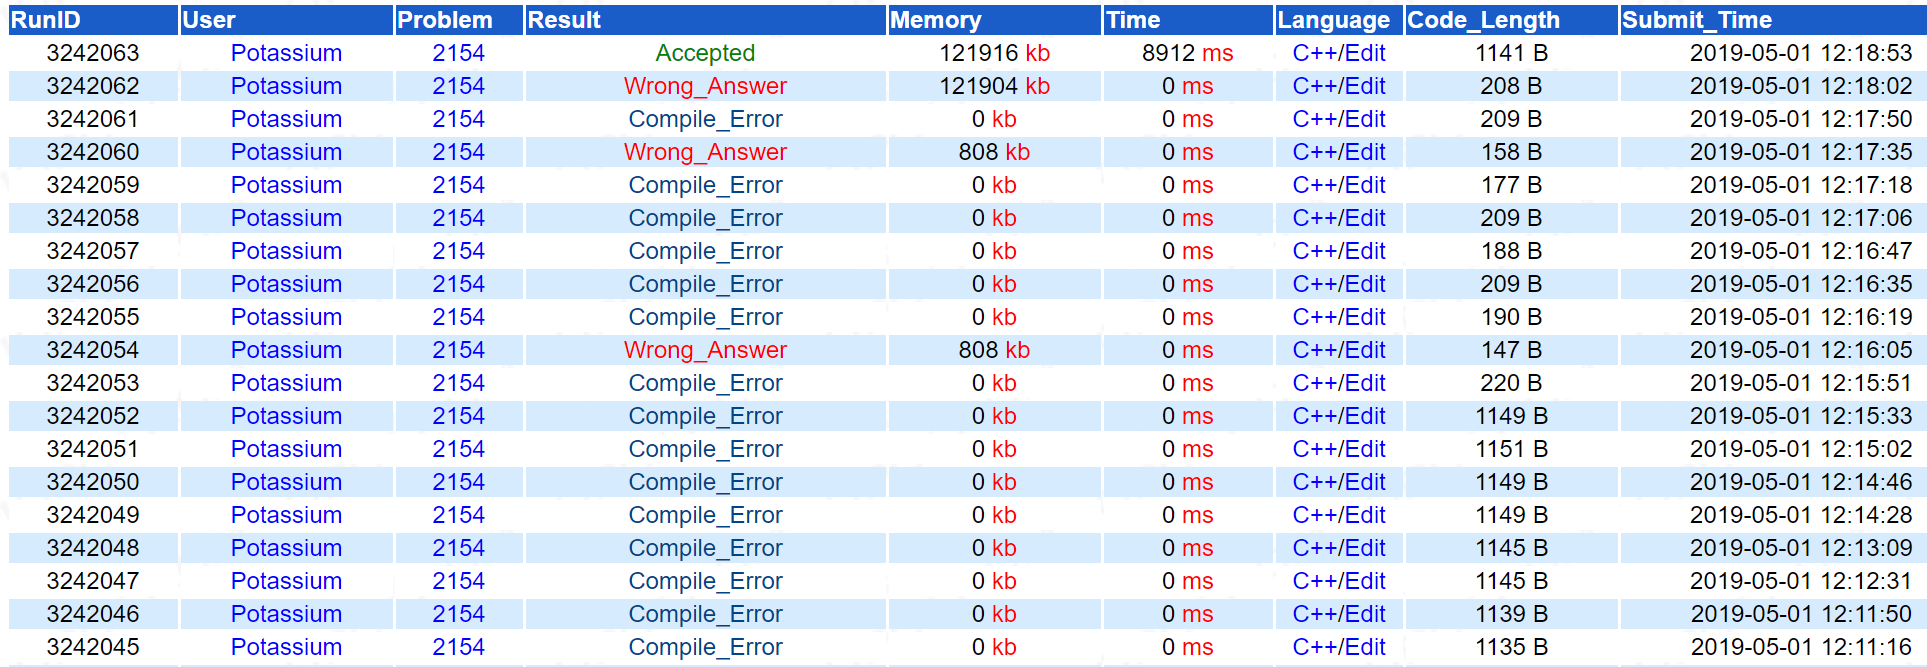 RunID User Problem Result Memory Time Language Code_Length Submit_Time
3242063 Potassium 2154 Accepted 121916 kb 8912 ms C++/Edit 1141 B 2019-05-01 12:18:53
3242062 Potassium 2154 Wrong_Answer 121904 kb 0 ms C++/Edit 208 B 2019-05-01 12:18:02
3242061 Potassium 2154 Compile_Error 0 kb 0 ms C++/Edit 209 B 2019-05-01 12:17:50
3242060 Potassium 2154 Wrong_Answer 808 kb 0 ms C++/Edit 158 B 2019-05-01 12:17:35
3242059 Potassium 2154 Compile_Error 0 kb 0 ms C++/Edit 177 B 2019-05-01 12:17:18
3242058 Potassium 2154 Compile_Error 0 kb 0 ms C++/Edit 209 B 2019-05-01 12:17:06
3242057 Potassium 2154 Compile_Error 0 kb 0 ms C++/Edit 188 B 2019-05-01 12:16:47
3242056 Potassium 2154 Compile_Error 0 kb 0 ms C++/Edit 209 B 2019-05-01 12:16:35
3242055 Potassium 2154 Compile_Error 0 kb 0 ms C++/Edit 190 B 2019-05-01 12:16:19
3242054 Potassium 2154 Wrong_Answer 808 kb 0 ms C++/Edit 147 B 2019-05-01 12:16:05
3242053 Potassium 2154 Compile_Error 0 kb 0 ms C++/Edit 220 B 2019-05-01 12:15:51
3242052 Potassium 2154 Compile_Error 0 kb 0 ms C++/Edit 1149 B 2019-05-01 12:15:33
3242051 Potassium 2154 Compile_Error 0 kb 0 ms C++/Edit 1151 B 2019-05-01 12:15:02
3242050 Potassium 2154 Compile_Error 0 kb 0 ms C++/Edit 1149 B 2019-05-01 12:14:46
3242049 Potassium 2154 Compile_Error 0 kb 0 ms C++/Edit 1149 B 2019-05-01 12:14:28
3242048 Potassium 2154 Compile_Error 0 kb 0 ms C++/Edit 1145 B 2019-05-01 12:13:09
3242047 Potassium 2154 Compile_Error 0 kb 0 ms C++/Edit 1145 B 2019-05-01 12:12:31
3242046 Potassium 2154 Compile_Error 0 kb 0 ms C++/Edit 1139 B 2019-05-01 12:11:50
3242045 Potassium 2154 Compile_Error 0 kb 0 ms C++/Edit 1135 B 2019-05-01 12:11:16